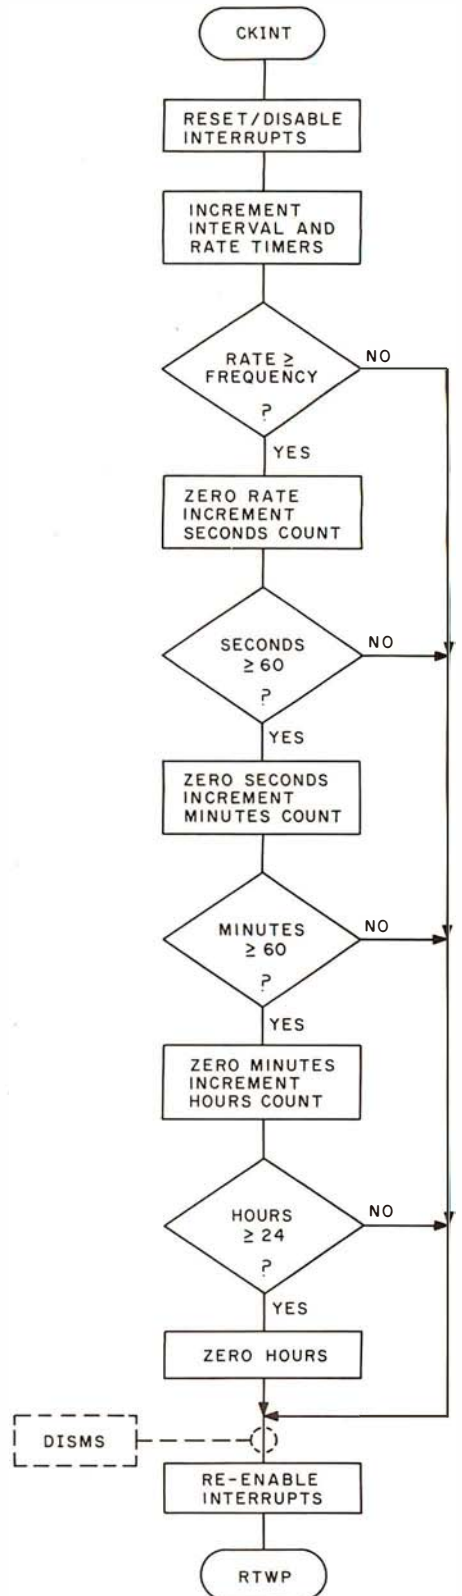 CKINT
RESET/DISABLE
INTERRUPTS
INCREMENT
INTERVAL AND
RATE TIMERS
RATE ≥
FREQUENCY
?
NO
YES
ZERO RATE
INCREMENT
SECONDS COUNT
SECONDS
≥ 60
?
NO
YES
ZERO SECONDS
INCREMENT
MINUTES COUNT
MINUTES
≥ 60
?
NO
YES
ZERO MINUTES
INCREMENT
HOURS COUNT
HOURS
≥ 24
?
NO
YES
ZERO HOURS
DISMS
RE-ENABLE
INTERRUPTS
RTWP